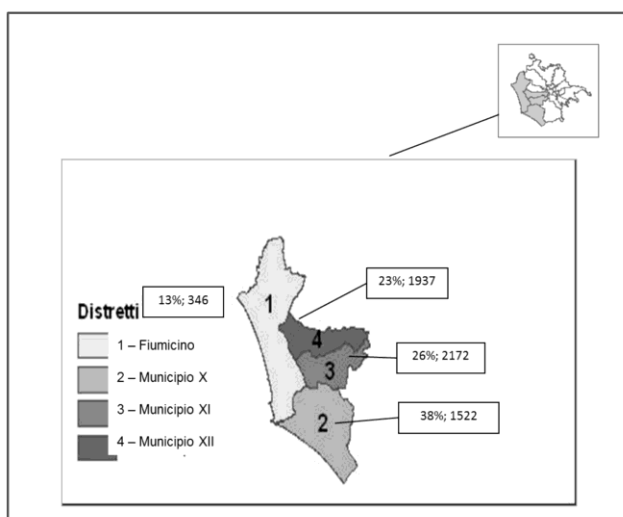 23%; 1937
13%; 346
1
Distretti
1 – Fiumicino
4
26%; 2172
2 – Municipio X
3
3 – Municipio XI
2
38%; 1522
4 – Municipio XII